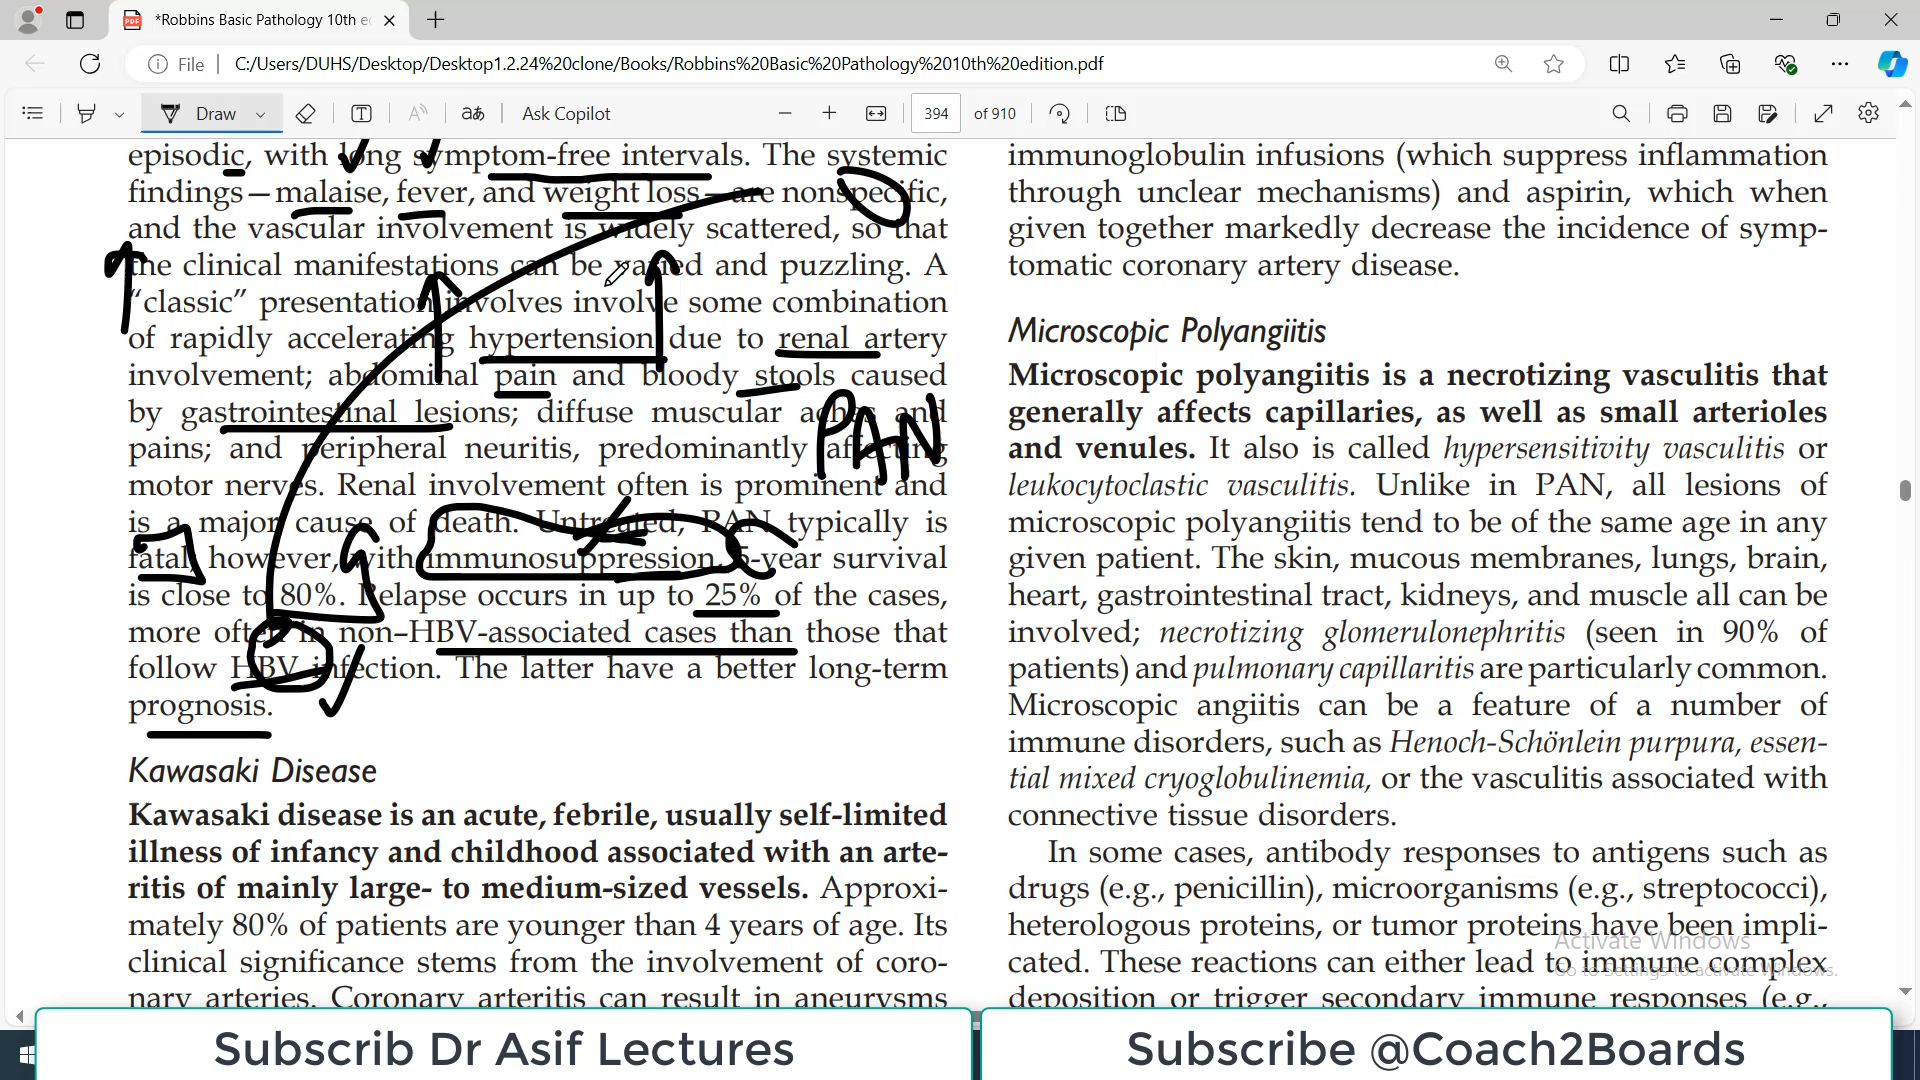 *Robbins Basic Pathology 10th e
File
C:/Users/DUHS/Desktop/Desktop1.2.24%20clone/Books/Robbins%20Basic%20Pathology%2010th%20edition.pdf
Draw
Ask Copilot
394 of 910
episodic, with long symptom-free intervals. The systemic
findings—malaise, fever, and weight loss—are nonspecific,
and the vascular involvement is widely scattered, so that
the clinical manifestations can be varied and puzzling. A
“classic” presentation involves involve some combination
of rapidly accelerating hypertension due to renal artery
involvement; abdominal pain and bloody stools caused
by gastrointestinal lesions; diffuse muscular aches and
pains; and peripheral neuritis, predominantly affecting
PAN
motor nerves. Renal involvement often is prominent and
is a major cause of death. Untreated, PAN typically is
fatal; however, with immunosuppression, 5-year survival
is close to 80%. Relapse occurs in up to 25% of the cases,
more often in non–HBV-associated cases than those that
follow HBV infection. The latter have a better long-term
prognosis.
Kawasaki Disease
Kawasaki disease is an acute, febrile, usually self-limited
illness of infancy and childhood associated with an arte-
ritis of mainly large- to medium-sized vessels. Approxi-
mately 80% of patients are younger than 4 years of age. Its
clinical significance stems from the involvement of coro-
nary arteries. Coronary arteritis can result in aneurysms
immunoglobulin infusions (which suppress inflammation
through unclear mechanisms) and aspirin, which when
given together markedly decrease the incidence of symp-
tomatic coronary artery disease.
Microscopic Polyangiitis
Microscopic polyangiitis is a necrotizing vasculitis that
generally affects capillaries, as well as small arterioles
and venules. It also is called hypersensitivity vasculitis or
leukocytoclastic vasculitis. Unlike in PAN, all lesions of
microscopic polyangiitis tend to be of the same age in any
given patient. The skin, mucous membranes, lungs, brain,
heart, gastrointestinal tract, kidneys, and muscle all can be
involved; necrotizing glomerulonephritis (seen in 90% of
patients) and pulmonary capillaritis are particularly common.
Microscopic angiitis can be a feature of a number of
immune disorders, such as Henoch-Schönlein purpura, essen-
tial mixed cryoglobulinemia, or the vasculitis associated with
connective tissue disorders.
In some cases, antibody responses to antigens such as
drugs (e.g., penicillin), microorganisms (e.g., streptococci),
heterologous proteins, or tumor proteins have been impli-
cated. These reactions can either lead to immune complex
deposition or trigger secondary immune responses (e.g.,
Activate Windows
Go to Settings to activate Windows.
Subscrib Dr Asif Lectures
Subscribe @Coach2Boards